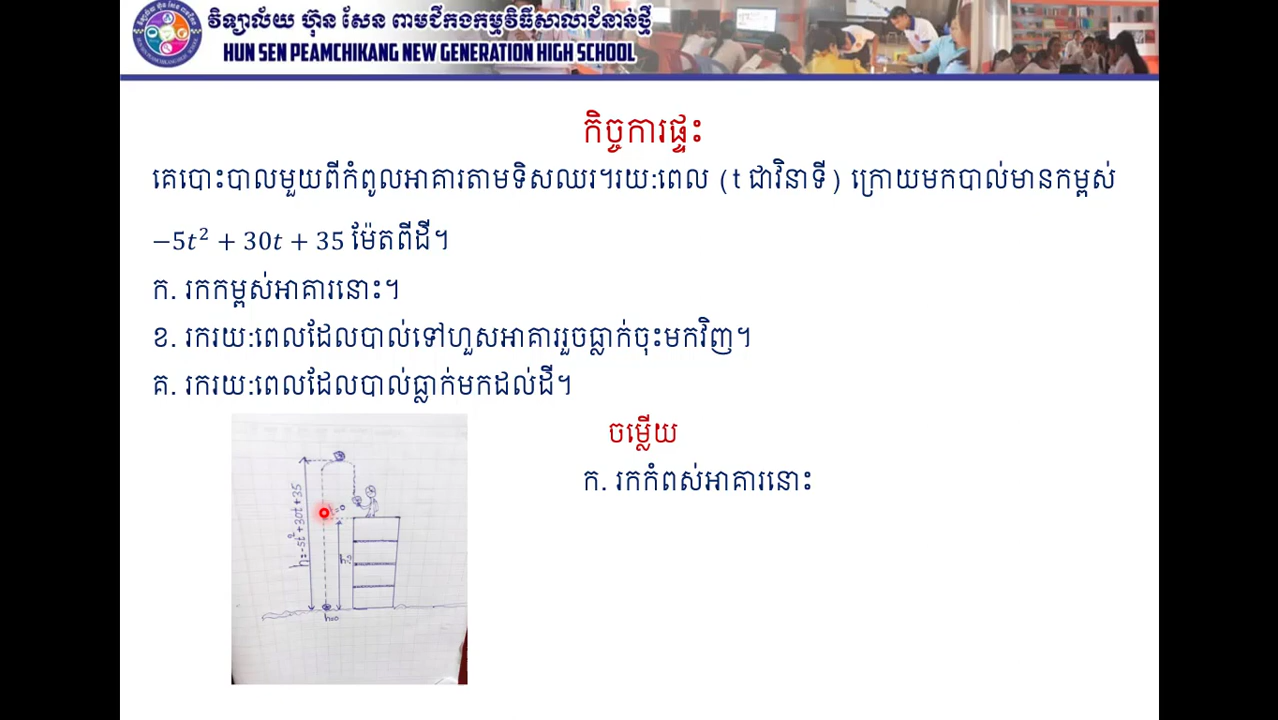 វិទ្យាល័យ ហ៊ុន សែន ពាមជីកងកម្មវិធីសាលាជំនាន់ថ្មី
HUN SEN PEAMCHIKANG NEW GENERATION HIGH SCHOOL
កិច្ចការផ្ទះ
គេបោះបាលមួយពីកំពូលអាគារតាមទិសឈរ។រយៈពេល (t ជាវិនាទី) ក្រោយមកបាល់មានកម្ពស់
−5t² + 30t + 35 ម៉ែតពីដី។
ក. រកកម្ពស់អាគារនោះ។
ខ. រករយៈពេលដែលបាល់ទៅហួសអាគាររួចធ្លាក់ចុះមកវិញ។
គ. រករយៈពេលដែលបាល់ធ្លាក់មកដល់ដី។
ចម្លើយ
ក. រកកំពស់អាគារនោះ
h=-5t²+30t+35
h=0